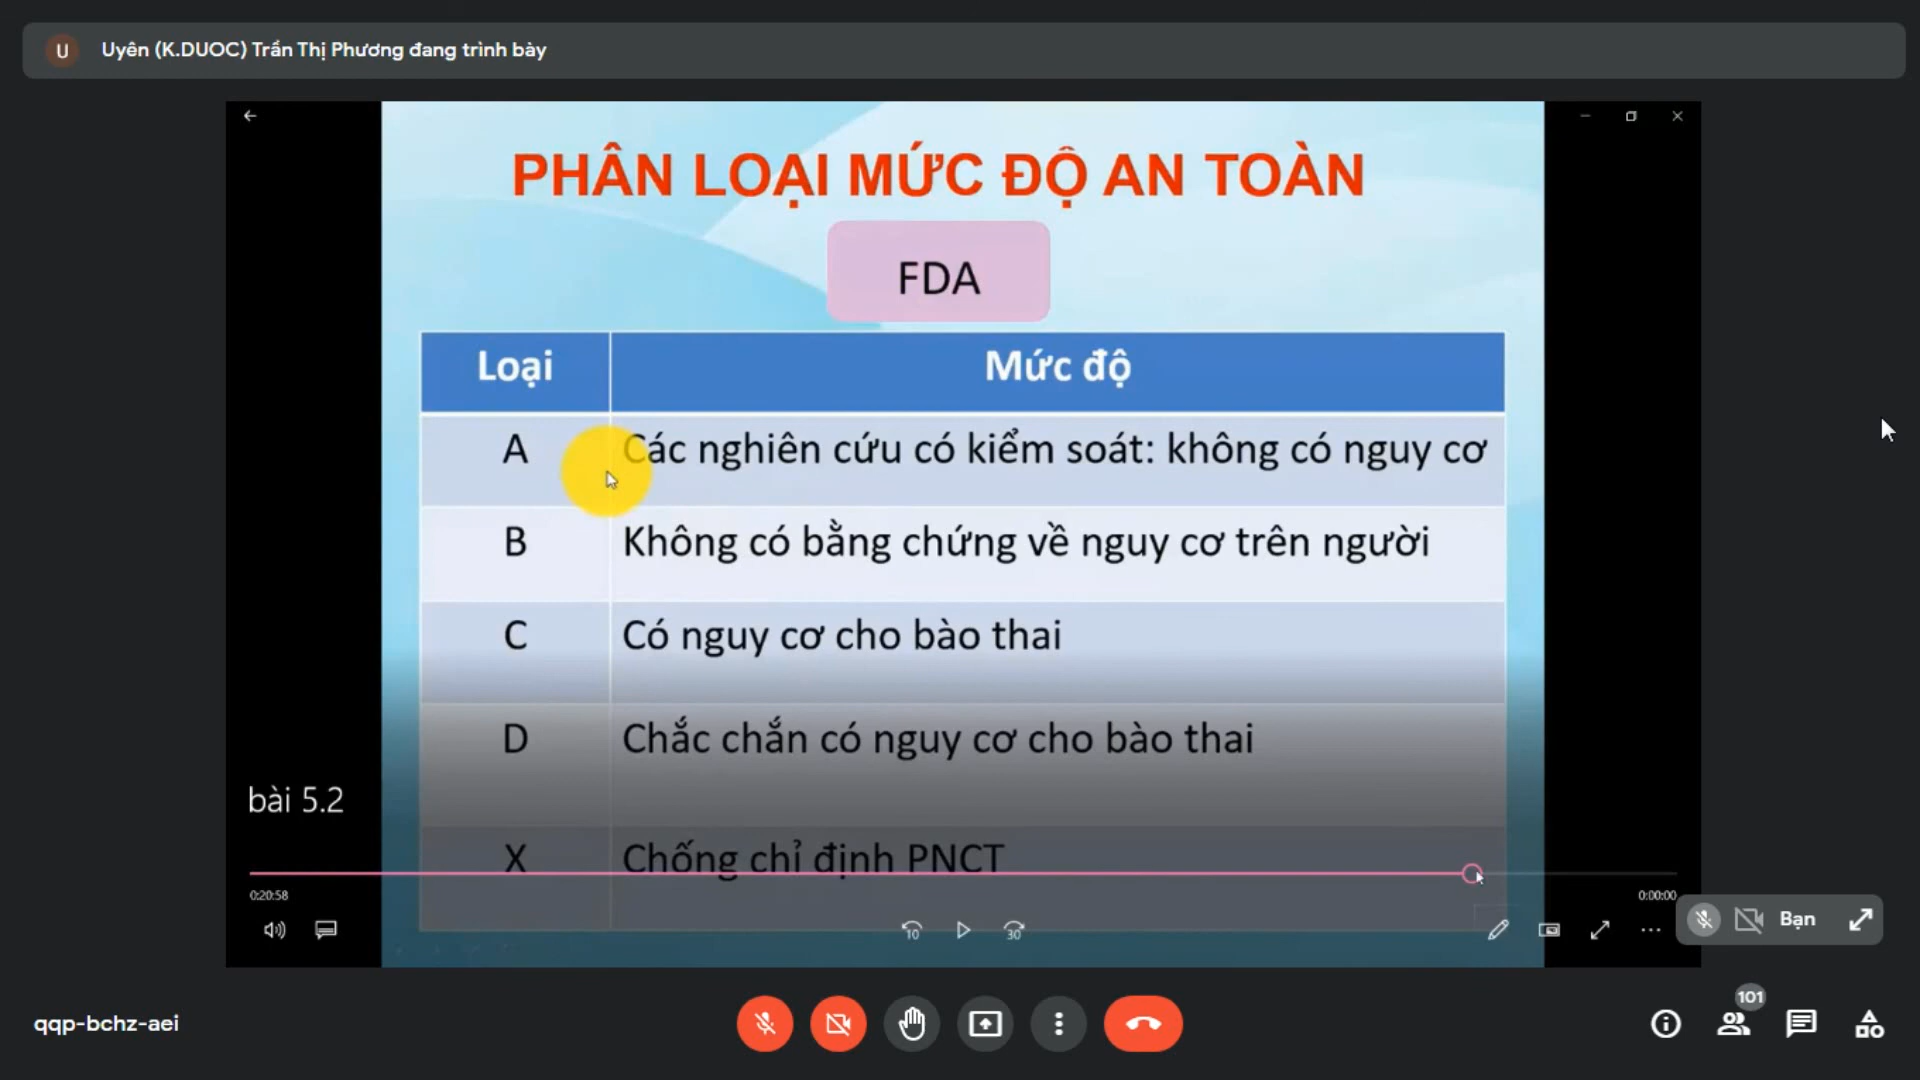 U
Uyên (K.DUOC) Trần Thị Phương đang trình bày
PHÂN LOẠI MỨC ĐỘ AN TOÀN
FDA
Loại Mức độ
A Các nghiên cứu có kiểm soát: không có nguy cơ
B Không có bằng chứng về nguy cơ trên người
C Có nguy cơ cho bào thai
D Chắc chắn có nguy cơ cho bào thai
X Chống chỉ định PNCT
bài 5.2
0:20:58
0:00:00
10
30
Bạn
qqp-bchz-aei
101